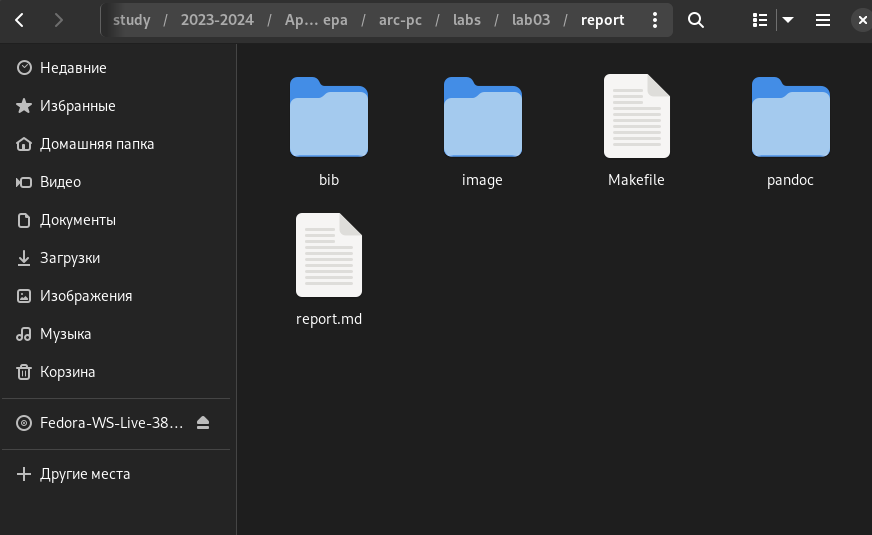 study / 2023-2024 / Ар… ера / arc-pc / labs / lab03 / report
Недавние
Избранные
Домашняя папка
Видео
Документы
Загрузки
Изображения
Музыка
Корзина
Fedora-WS-Live-38…
Другие места
bib
image
Makefile
pandoc
report.md